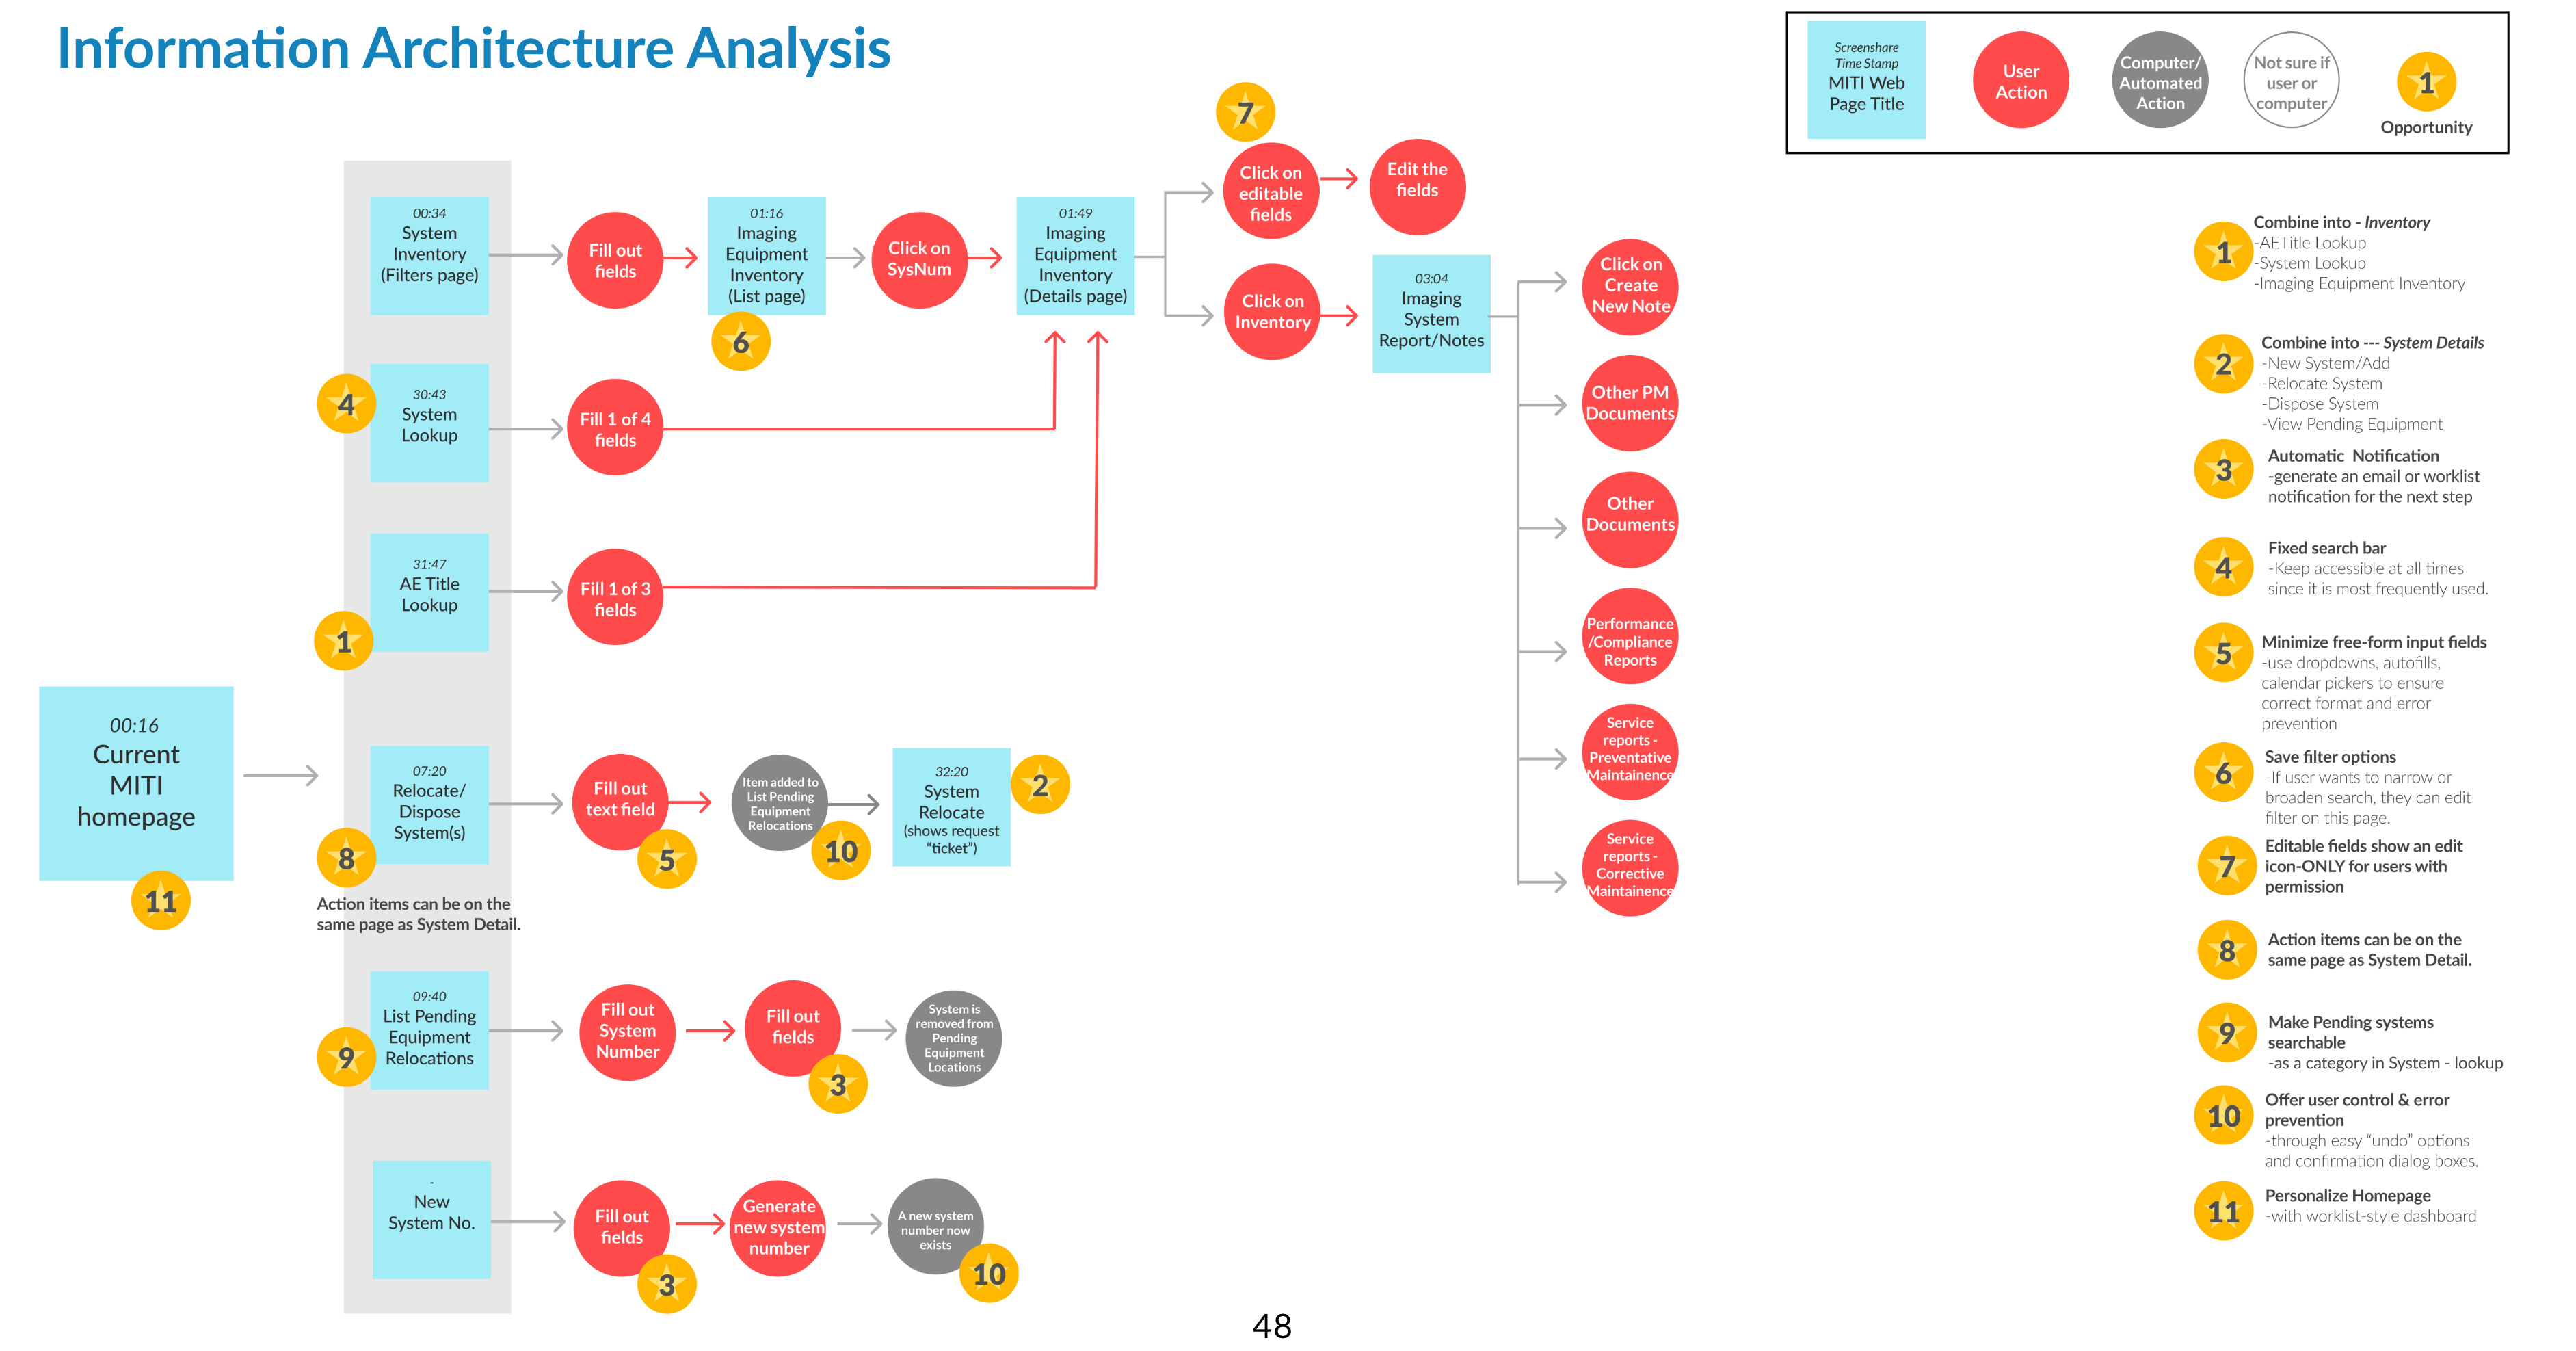 Information Architecture Analysis
Screenshare
Time Stamp
MITI Web
Page Title
User
Action
Computer/
Automated
Action
Not sure if
user or
computer
1
Opportunity
00:16
Current
MITI
homepage
11
00:34
System
Inventory
(Filters page)
Fill out
fields
01:16
Imaging
Equipment
Inventory
(List page)
6
Click on
SysNum
01:49
Imaging
Equipment
Inventory
(Details page)
7
Click on
editable
fields
Edit the
fields
Click on
Inventory
03:04
Imaging
System
Report/Notes
Click on
Create
New Note
Other PM
Documents
Other
Documents
Performance
/Compliance
Reports
Service
reports -
Preventative
Maintainence
Service
reports -
Corrective
Maintainence
4
30:43
System
Lookup
Fill 1 of 4
fields
31:47
AE Title
Lookup
1
Fill 1 of 3
fields
07:20
Relocate/
Dispose
System(s)
8
Action items can be on the
same page as System Detail.
Fill out
text field
5
Item added to
List Pending
Equipment
Relocations
10
32:20
System
Relocate
(shows request
“ticket”)
2
09:40
List Pending
Equipment
Relocations
9
Fill out
System
Number
Fill out
fields
3
System is
removed from
Pending
Equipment
Locations
-
New
System No.
Fill out
fields
3
Generate
new system
number
A new system
number now
exists
10
1
Combine into - Inventory
-AETitle Lookup
-System Lookup
-Imaging Equipment Inventory
2
Combine into --- System Details
-New System/Add
-Relocate System
-Dispose System
-View Pending Equipment
3
Automatic Notification
-generate an email or worklist
notification for the next step
4
Fixed search bar
-Keep accessible at all times
since it is most frequently used.
5
Minimize free-form input fields
-use dropdowns, autofills,
calendar pickers to ensure
correct format and error
prevention
6
Save filter options
-If user wants to narrow or
broaden search, they can edit
filter on this page.
7
Editable fields show an edit
icon-ONLY for users with
permission
8
Action items can be on the
same page as System Detail.
9
Make Pending systems
searchable
-as a category in System - lookup
10
Offer user control & error
prevention
-through easy “undo” options
and confirmation dialog boxes.
11
Personalize Homepage
-with worklist-style dashboard
48